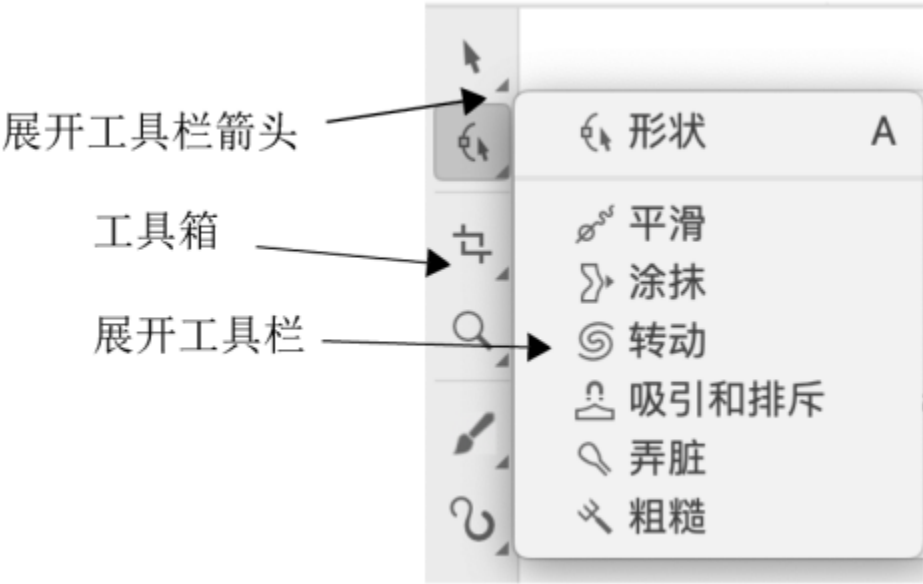 展开工具栏箭头
工具箱
展开工具栏
形状 A
平滑
涂抹
转动
吸引和排斥
弄脏
粗糙